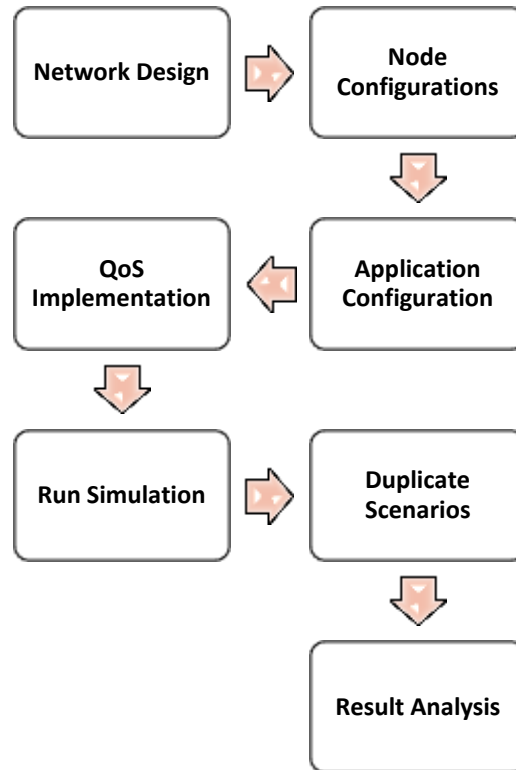 Network Design
Node
Configurations
Application
Configuration
QoS
Implementation
Run Simulation
Duplicate
Scenarios
Result Analysis